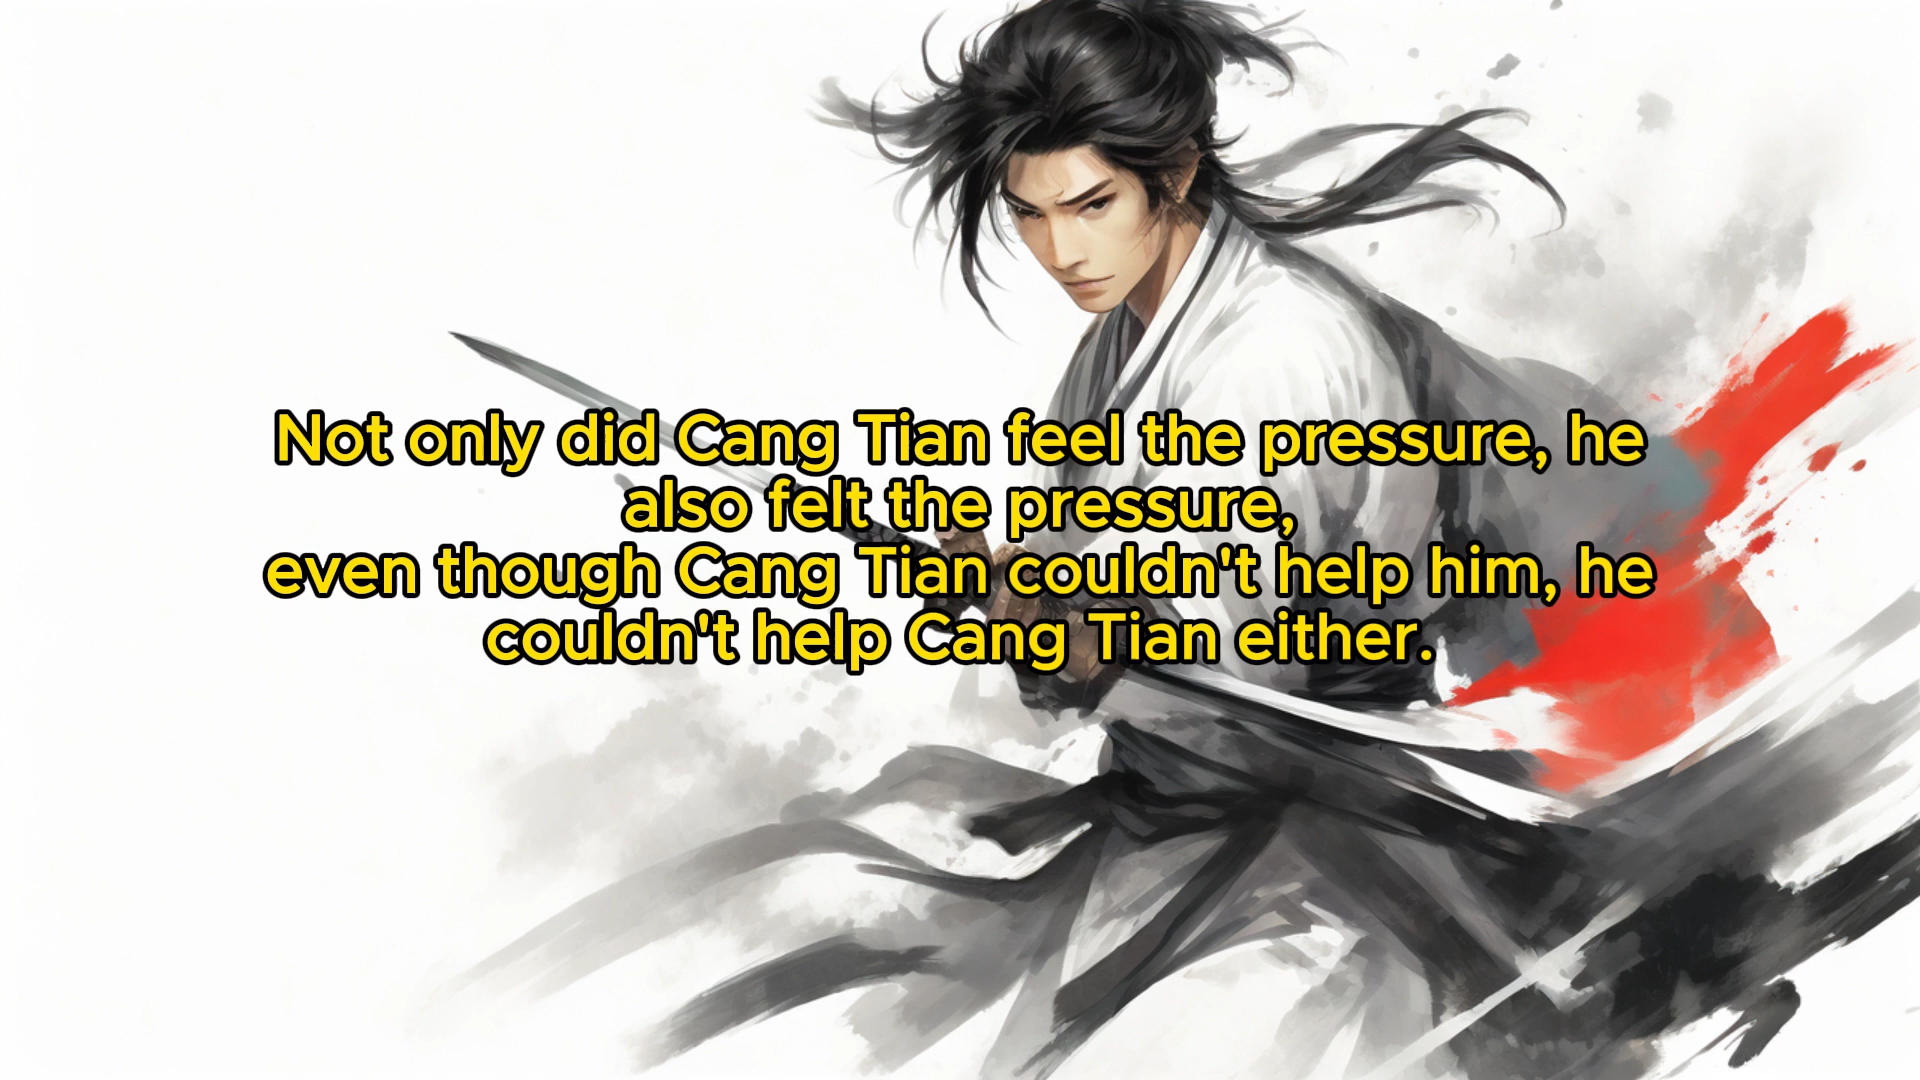 Not only did Cang Tian feel the pressure, he
also felt the pressure,
even though Cang Tian couldn't help him, he
couldn't help Cang Tian either.